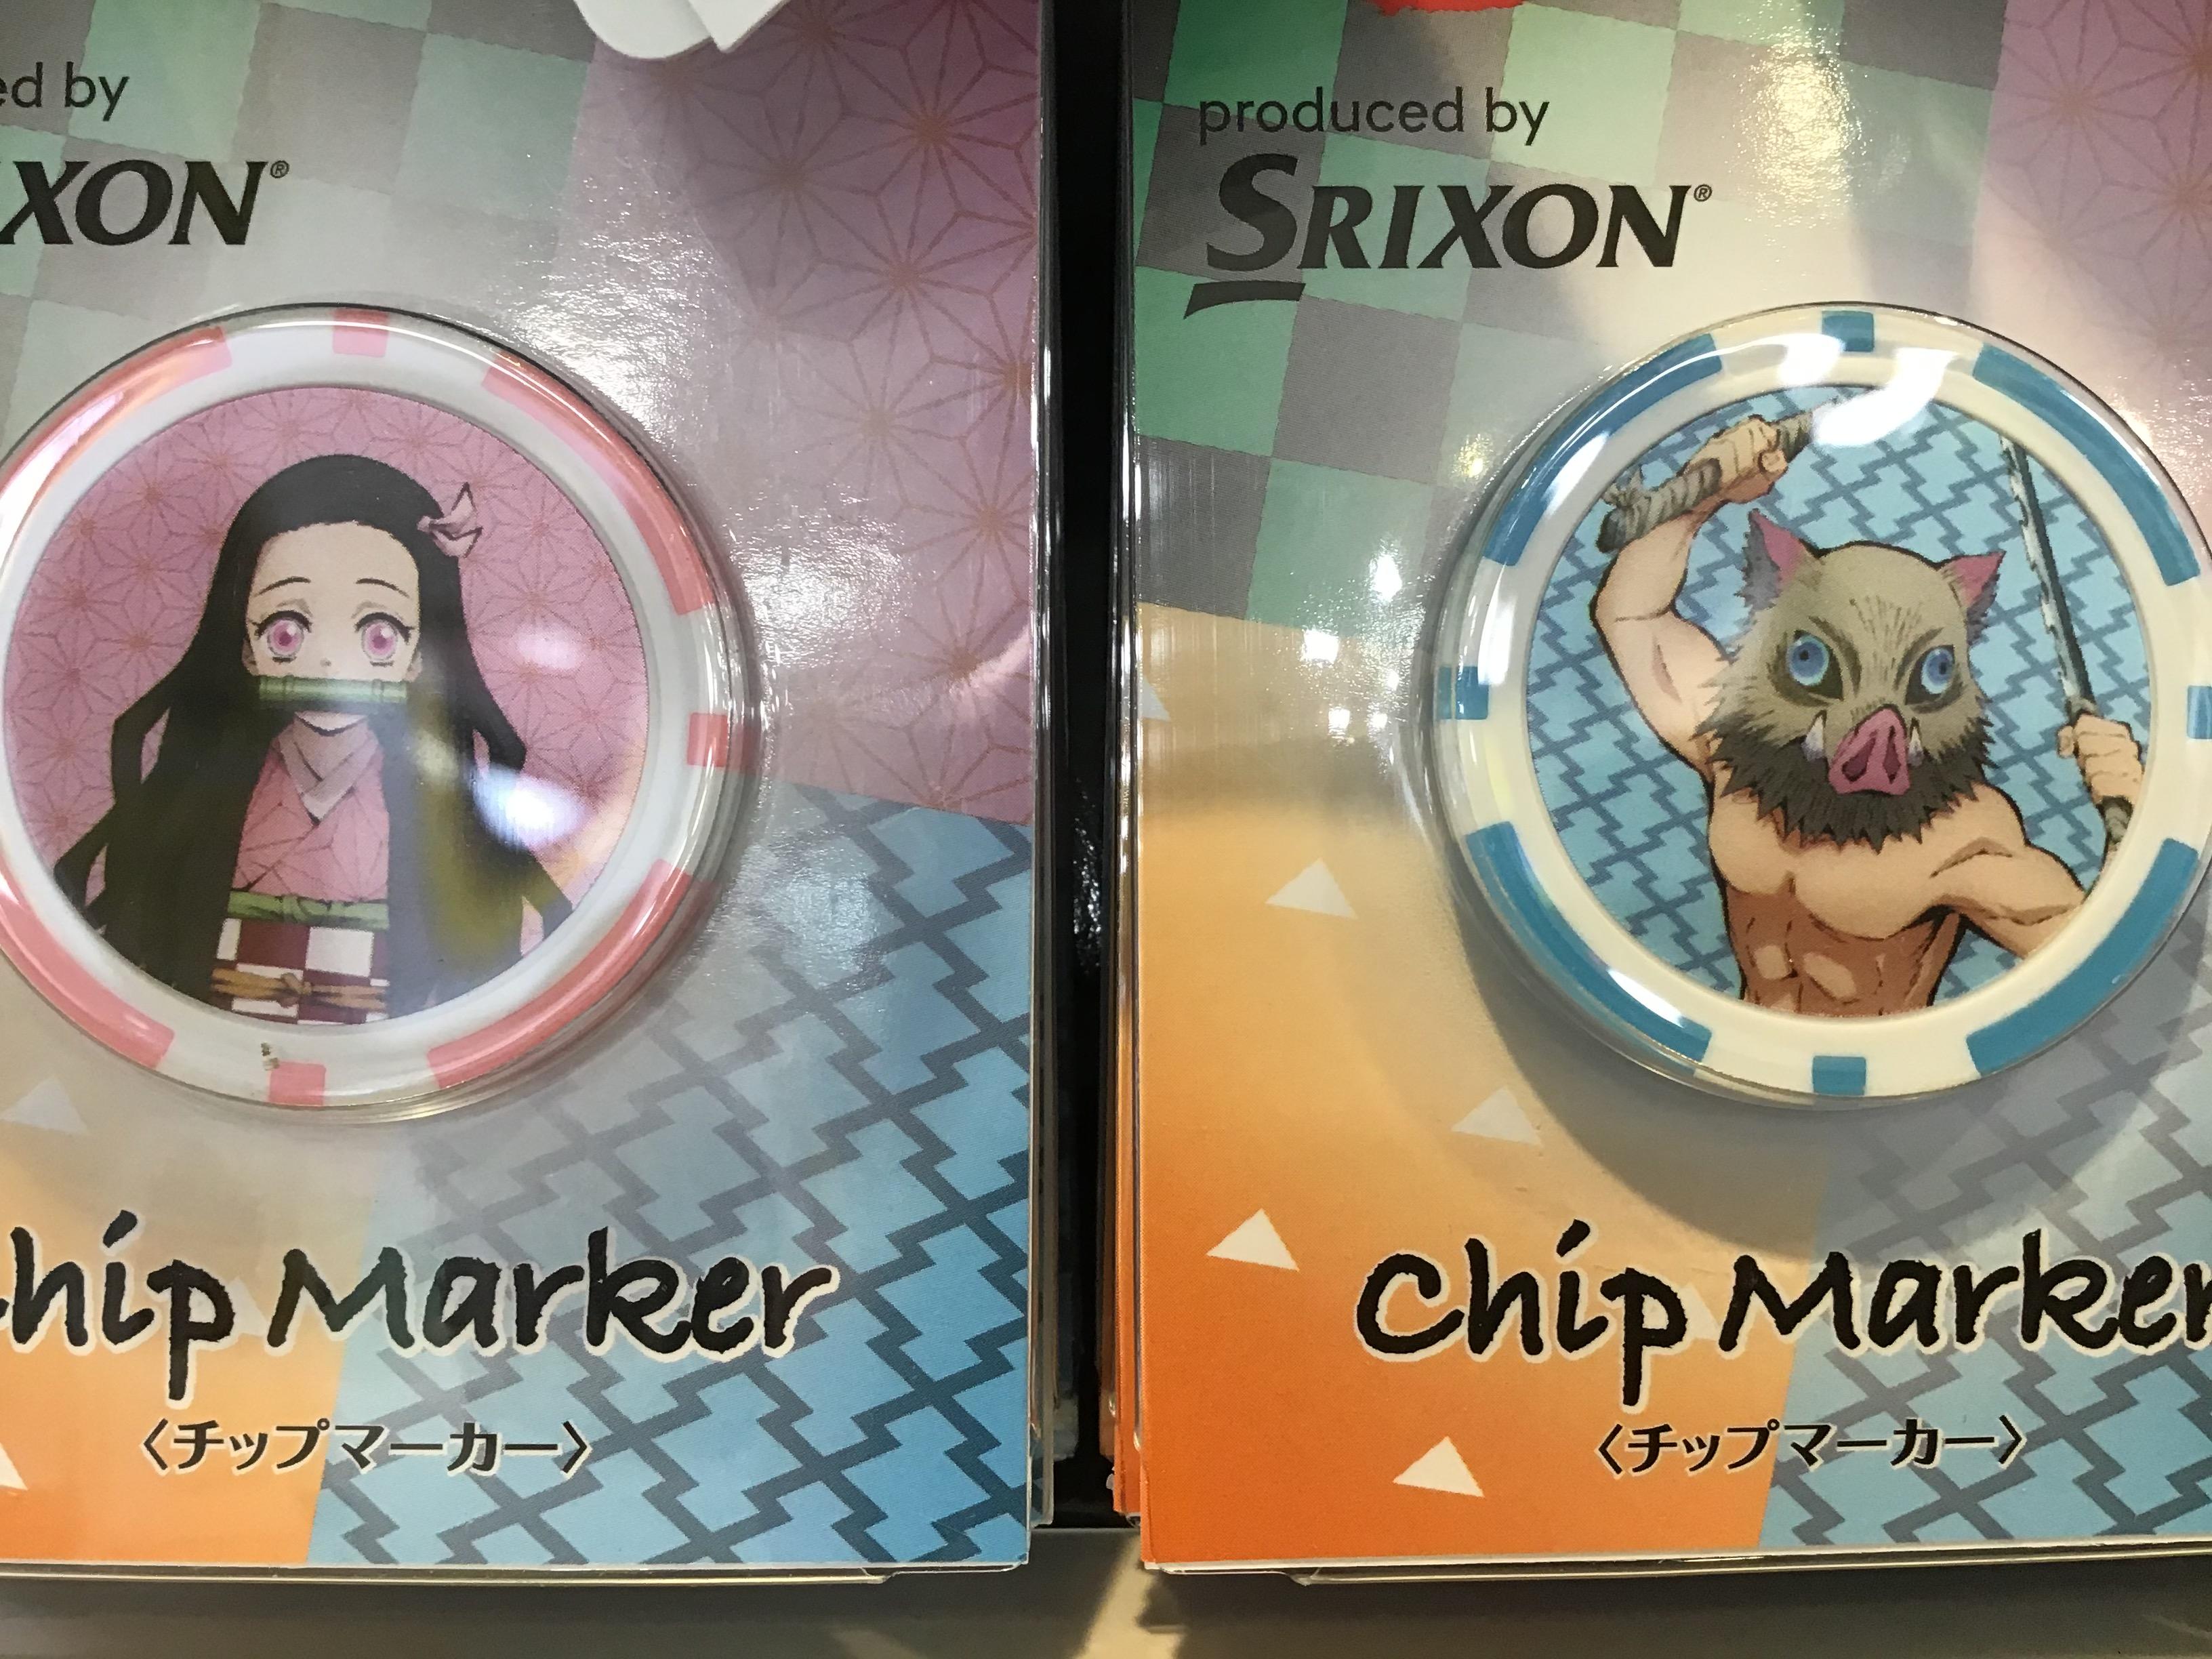 ed by
XON®
Chip Marker
〈チップマーカー〉
produced by
SRIXON®
Chip Marker
〈チップマーカー〉